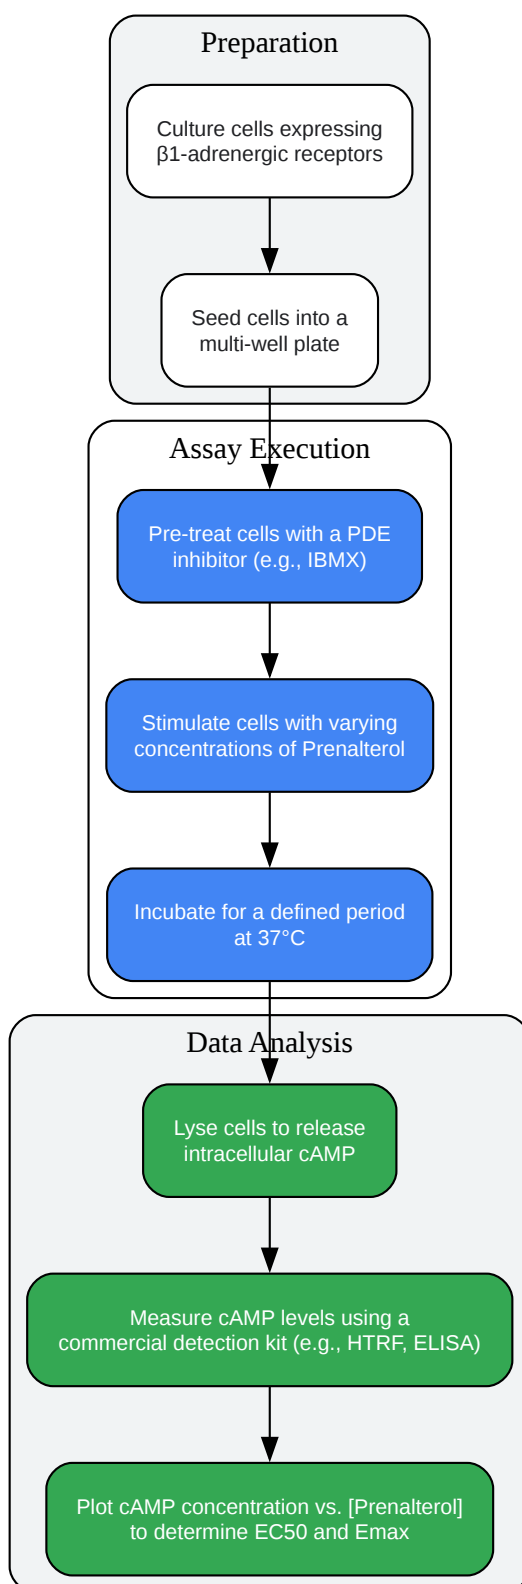 Preparation
Culture cells expressing
β1-adrenergic receptors
Seed cells into a
multi-well plate
Assay Execution
Pre-treat cells with a PDE
inhibitor (e.g., IBMX)
Stimulate cells with varying
concentrations of Prenalterol
Incubate for a defined period
at 37°C
Data Analysis
Lyse cells to release
intracellular cAMP
Measure cAMP levels using a
commercial detection kit (e.g., HTRF, ELISA)
Plot cAMP concentration vs. [Prenalterol]
to determine EC50 and Emax